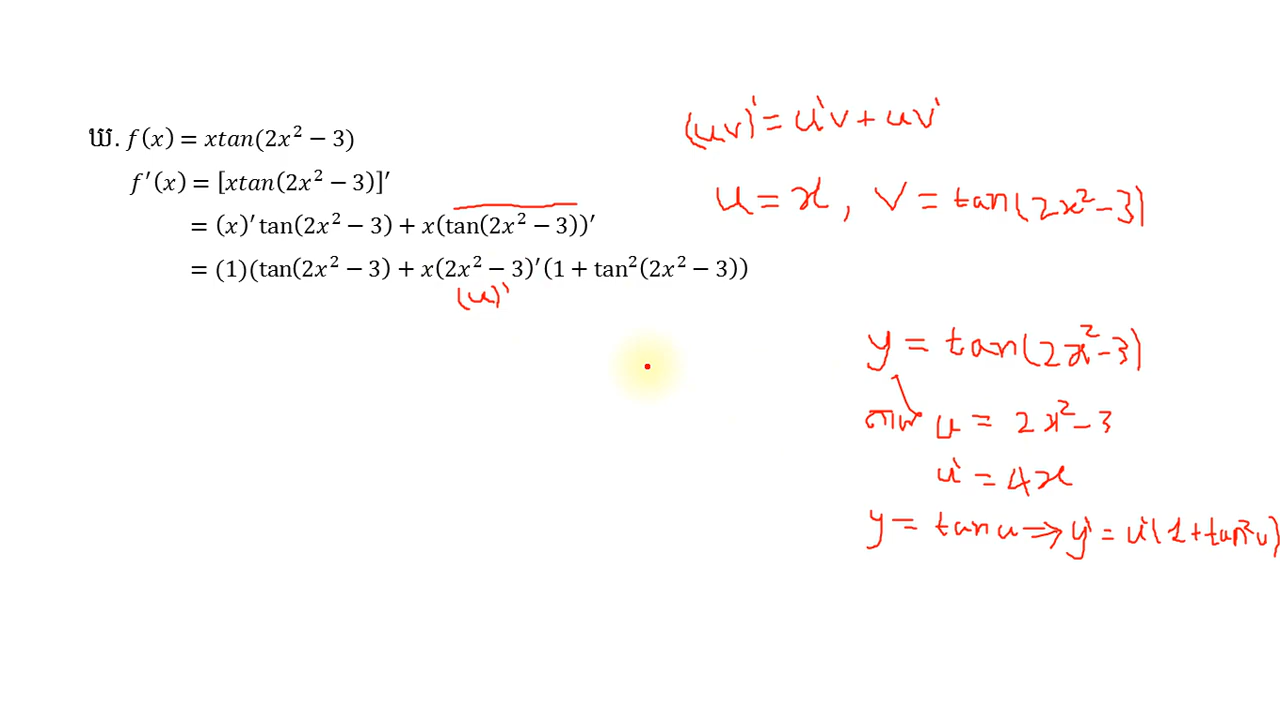 ឃ. f(x) = xtan(2x² − 3)
f′(x) = [xtan(2x² − 3)]′
= (x)′tan(2x² − 3) + x(tan(2x² − 3))′
= (1)(tan(2x² − 3) + x(2x² − 3)′(1 + tan²(2x² − 3))
(u)'
(uv)' = u'v + uv'
u = x, v = tan(2x² − 3)
y = tan(2x² − 3)
u = 2x² − 3
u' = 4x
y = tan u ⇒ y' = u'(1 + tan²u)